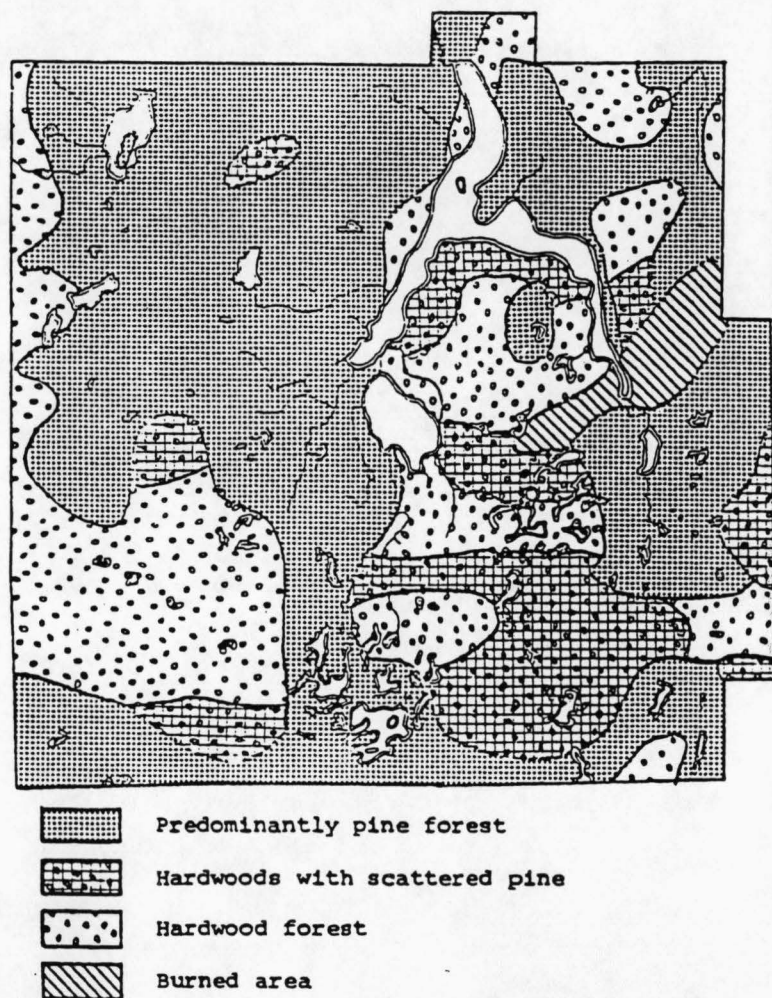 Predominantly pine forest
Hardwoods with scattered pine
Hardwood forest
Burned area